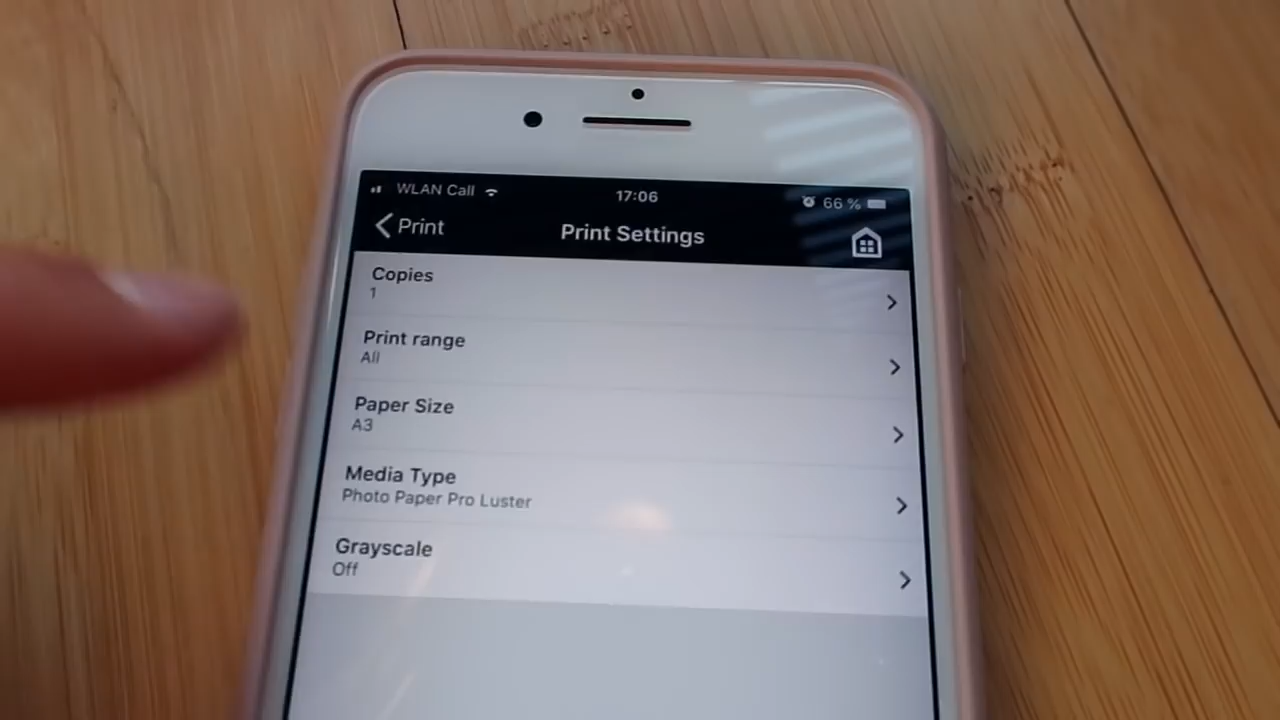 WLAN Call 17:06 66 %
Print Print Settings
Copies
1
Print range
All
Paper Size
A3
Media Type
Photo Paper Pro Luster
Grayscale
Off